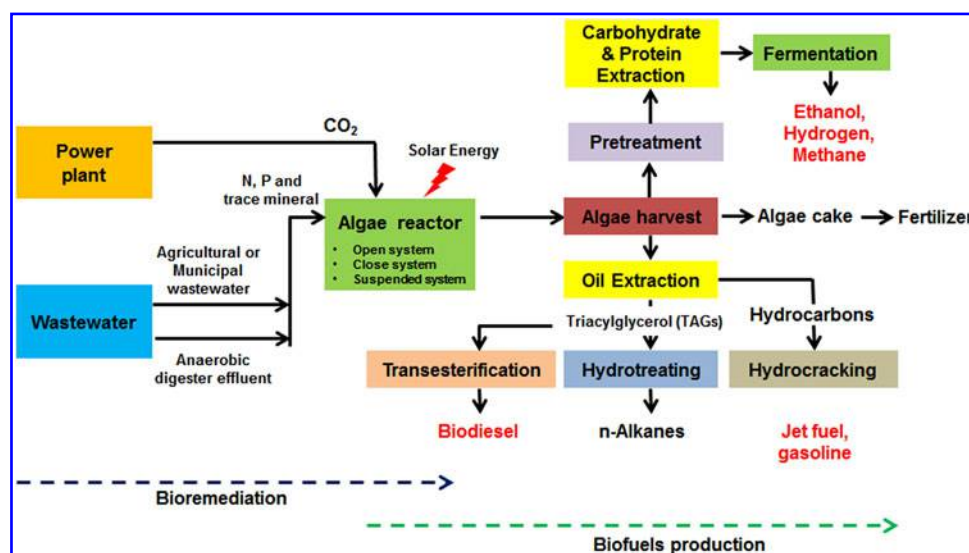 Carbohydrate
& Protein
Extraction
Fermentation
Ethanol,
Hydrogen,
Methane
Power
plant
CO2
Solar Energy
Pretreatment
N, P and
trace mineral
Algae reactor
• Open system
• Close system
• Suspended system
Algae harvest
Algae cake
Fertilizer
Agricultural or
Municipal
wastewater
Wastewater
Anaerobic
digester effluent
Oil Extraction
Triacylglycerol (TAGs)
Hydrocarbons
Transesterification
Hydrotreating
Hydrocracking
Biodiesel
n-Alkanes
Jet fuel,
gasoline
Bioremediation
Biofuels production